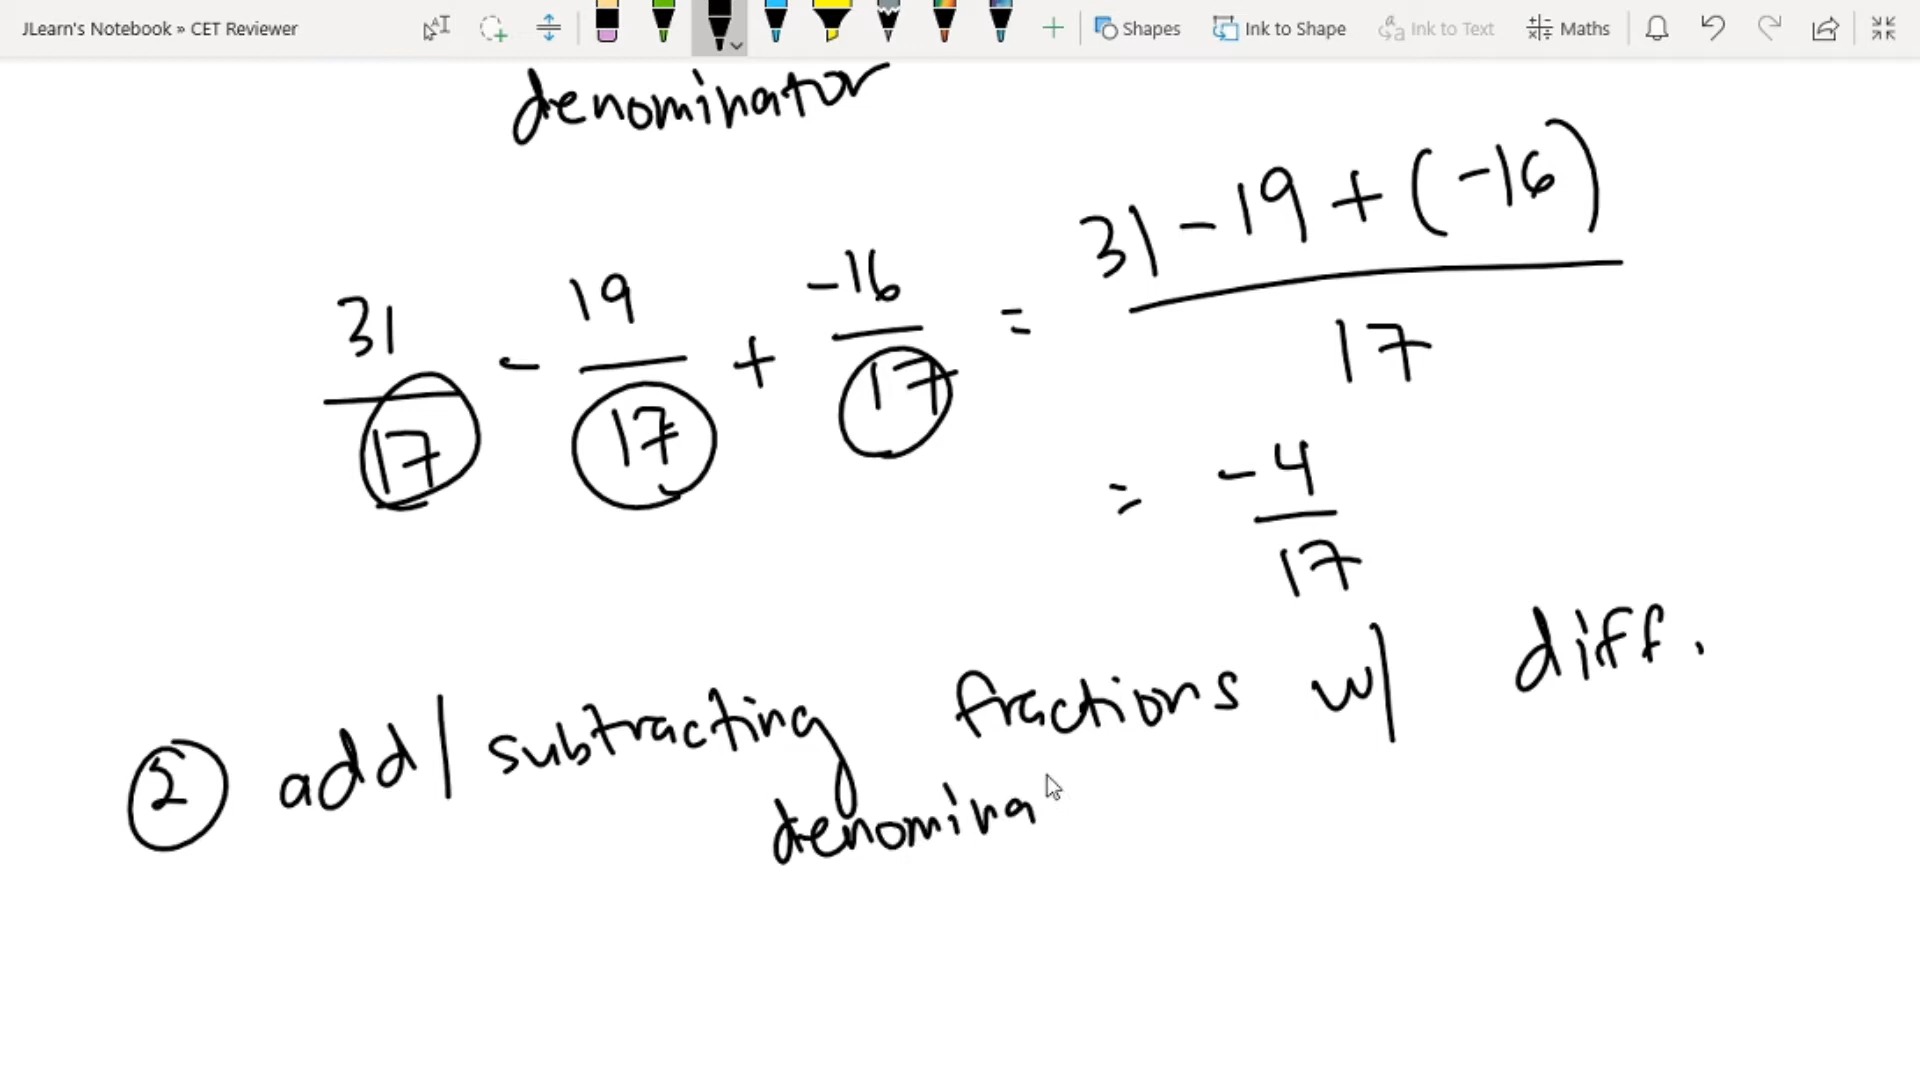 JLearn's Notebook » CET Reviewer
Shapes
Ink to Shape
Ink to Text
Maths
denominator
31/17 - 19/17 + -16/17 = 31 - 19 + (-16)/17
= -4/17
② add/subtracting fractions w/ diff.
denomina